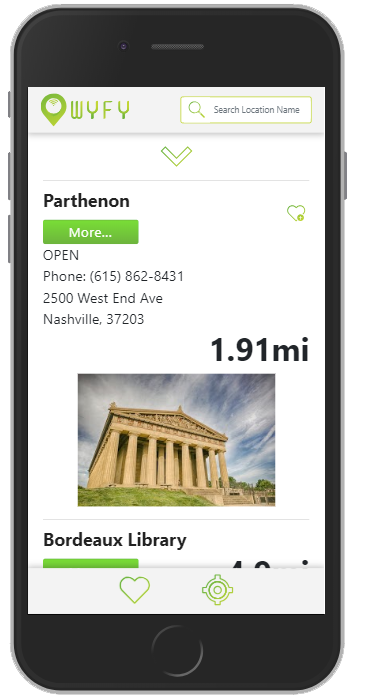 WYFY
Search Location Name
Parthenon
More...
OPEN
Phone: (615) 862-8431
2500 West End Ave
Nashville, 37203
1.91mi
Bordeaux Library